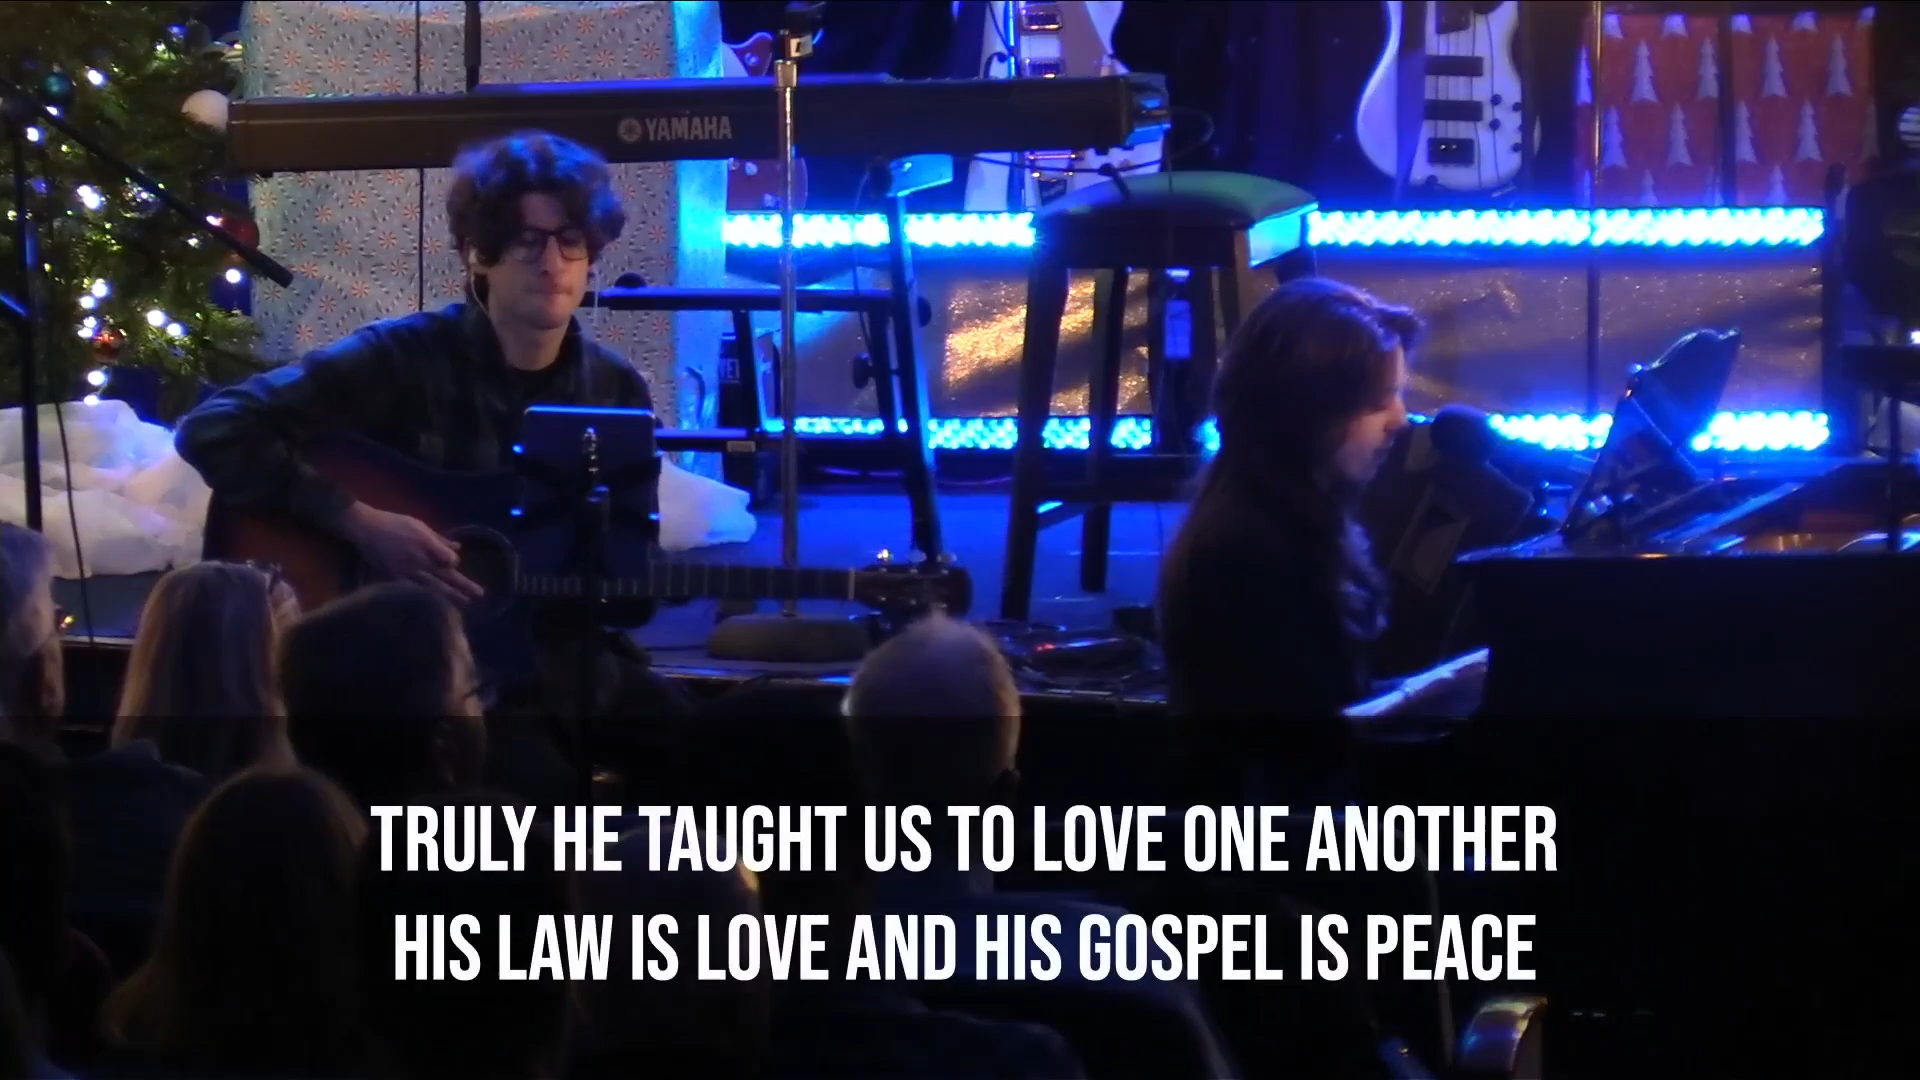 YAMAHA
TRULY HE TAUGHT US TO LOVE ONE ANOTHER
HIS LAW IS LOVE AND HIS GOSPEL IS PEACE